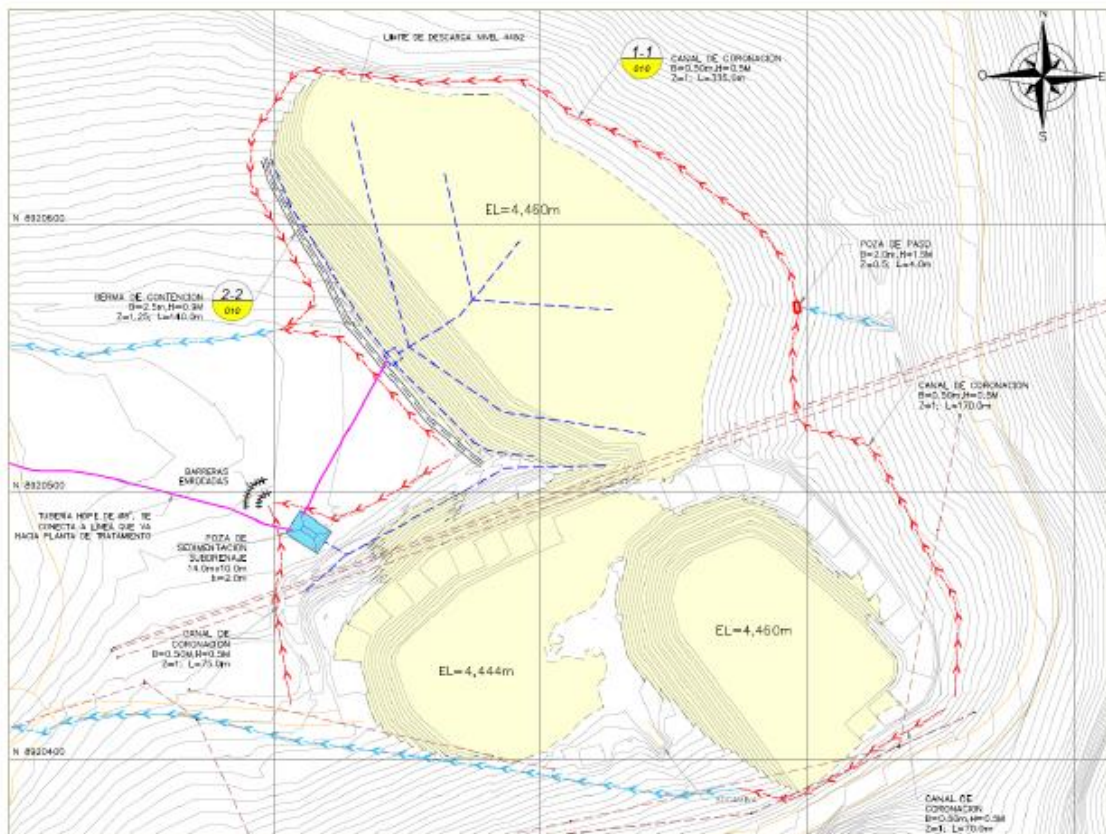 N
O
E
S
LIMITE DE DESCARGA NIVEL 4482
1-1
010
CANAL DE CORONACION
B=0.50m,H=0.5M
Z=1; L=335.0m
N 8920600
EL=4,460m
POZA DE PASO
B=2.0m,H=1.5M
Z=0.5; L=4.0m
BERMA DE CONTENCION
B=2.5m,H=0.9M
Z=1.25; L=140.0m
2-2
010
CANAL DE CORONACION
B=0.50m,H=0.5M
Z=1; L=170.0m
BARRERAS
ENROCADAS
N 8920500
TUBERIA HDPE DE Ø8", SE
CONECTA A LÍNEA QUE VA
HACIA PLANTA DE TRATAMIENTO
POZA DE
SEDIMENTACION
SUBDRENAJE
14.0mx10.0m
h=2.0m
CANAL DE
CORONACION
B=0.50M,H=0.5M
Z=1; L=75.0m
EL=4,444m
EL=4,460m
N 8920400
CANAL DE
CORONACION
B=0.50m,H=0.5M
Z=1; L=70.0m